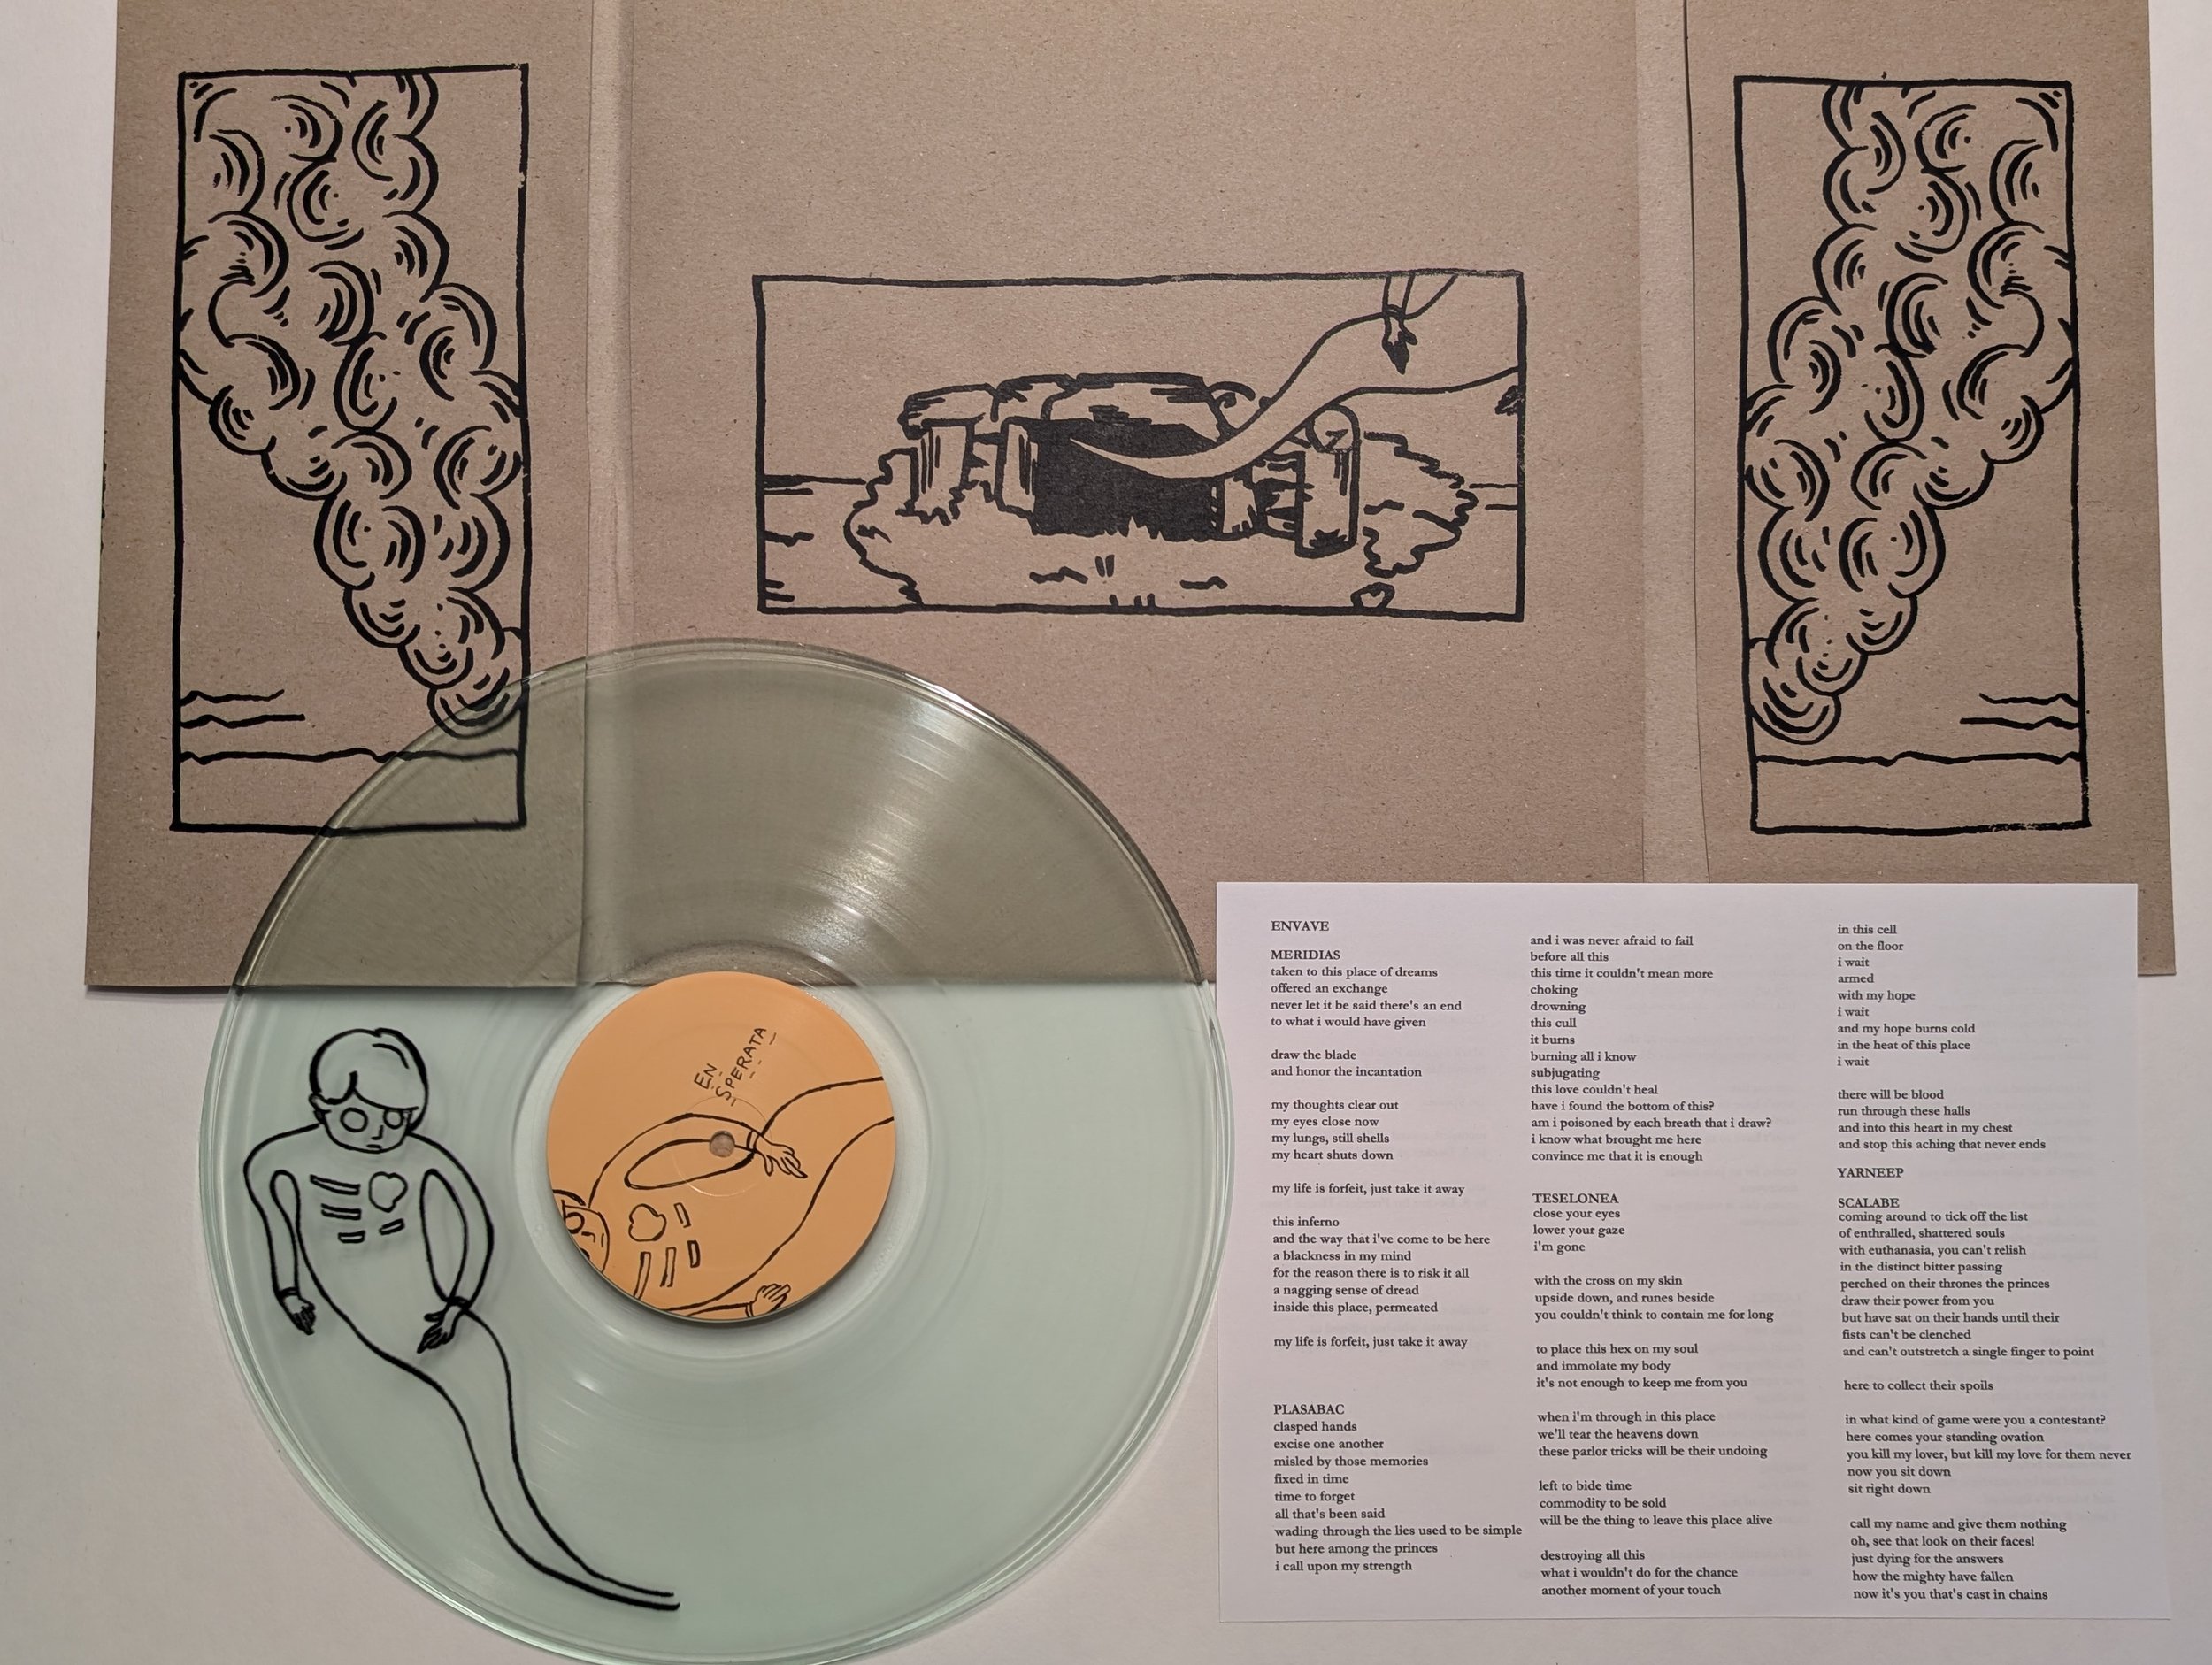 EN
SPERATA
ENVAVE
MERIDIAS
taken to this place of dreams
offered an exchange
never let it be said there's an end
to what i would have given
draw the blade
and honor the incantation
my thoughts clear out
my eyes close now
my lungs, still shells
my heart shuts down
my life is forfeit, just take it away
this inferno
and the way that i've come to be here
a blackness in my mind
for the reason there is to risk it all
a nagging sense of dread
inside this place, permeated
my life is forfeit, just take it away
PLASABAC
clasped hands
excise one another
misled by those memories
fixed in time
time to forget
all that's been said
wading through the lies used to be simple
but here among the princes
i call upon my strength
and i was never afraid to fail
before all this
this time it couldn't mean more
choking
drowning
this cull
it burns
burning all i know
subjugating
this love couldn't heal
have i found the bottom of this?
am i poisoned by each breath that i draw?
i know what brought me here
convince me that it is enough
TESELONEA
close your eyes
lower your gaze
i'm gone
with the cross on my skin
upside down, and runes beside
you couldn't think to contain me for long
to place this hex on my soul
and immolate my body
it's not enough to keep me from you
when i'm through in this place
we'll tear the heavens down
these parlor tricks will be their undoing
left to bide time
commodity to be sold
will be the thing to leave this place alive
destroying all this
what i wouldn't do for the chance
another moment of your touch
in this cell
on the floor
i wait
armed
with my hope
i wait
and my hope burns cold
in the heat of this place
i wait
there will be blood
run through these halls
and into this heart in my chest
and stop this aching that never ends
YARNEEP
SCALABE
coming around to tick off the list
of enthralled, shattered souls
with euthanasia, you can't relish
in the distinct bitter passing
perched on their thrones the princes
draw their power from you
but have sat on their hands until their
fists can't be clenched
and can't outstretch a single finger to point
here to collect their spoils
in what kind of game were you a contestant?
here comes your standing ovation
you kill my lover, but kill my love for them never
now you sit down
sit right down
call my name and give them nothing
oh, see that look on their faces!
just dying for the answers
how the mighty have fallen
now it's you that's cast in chains